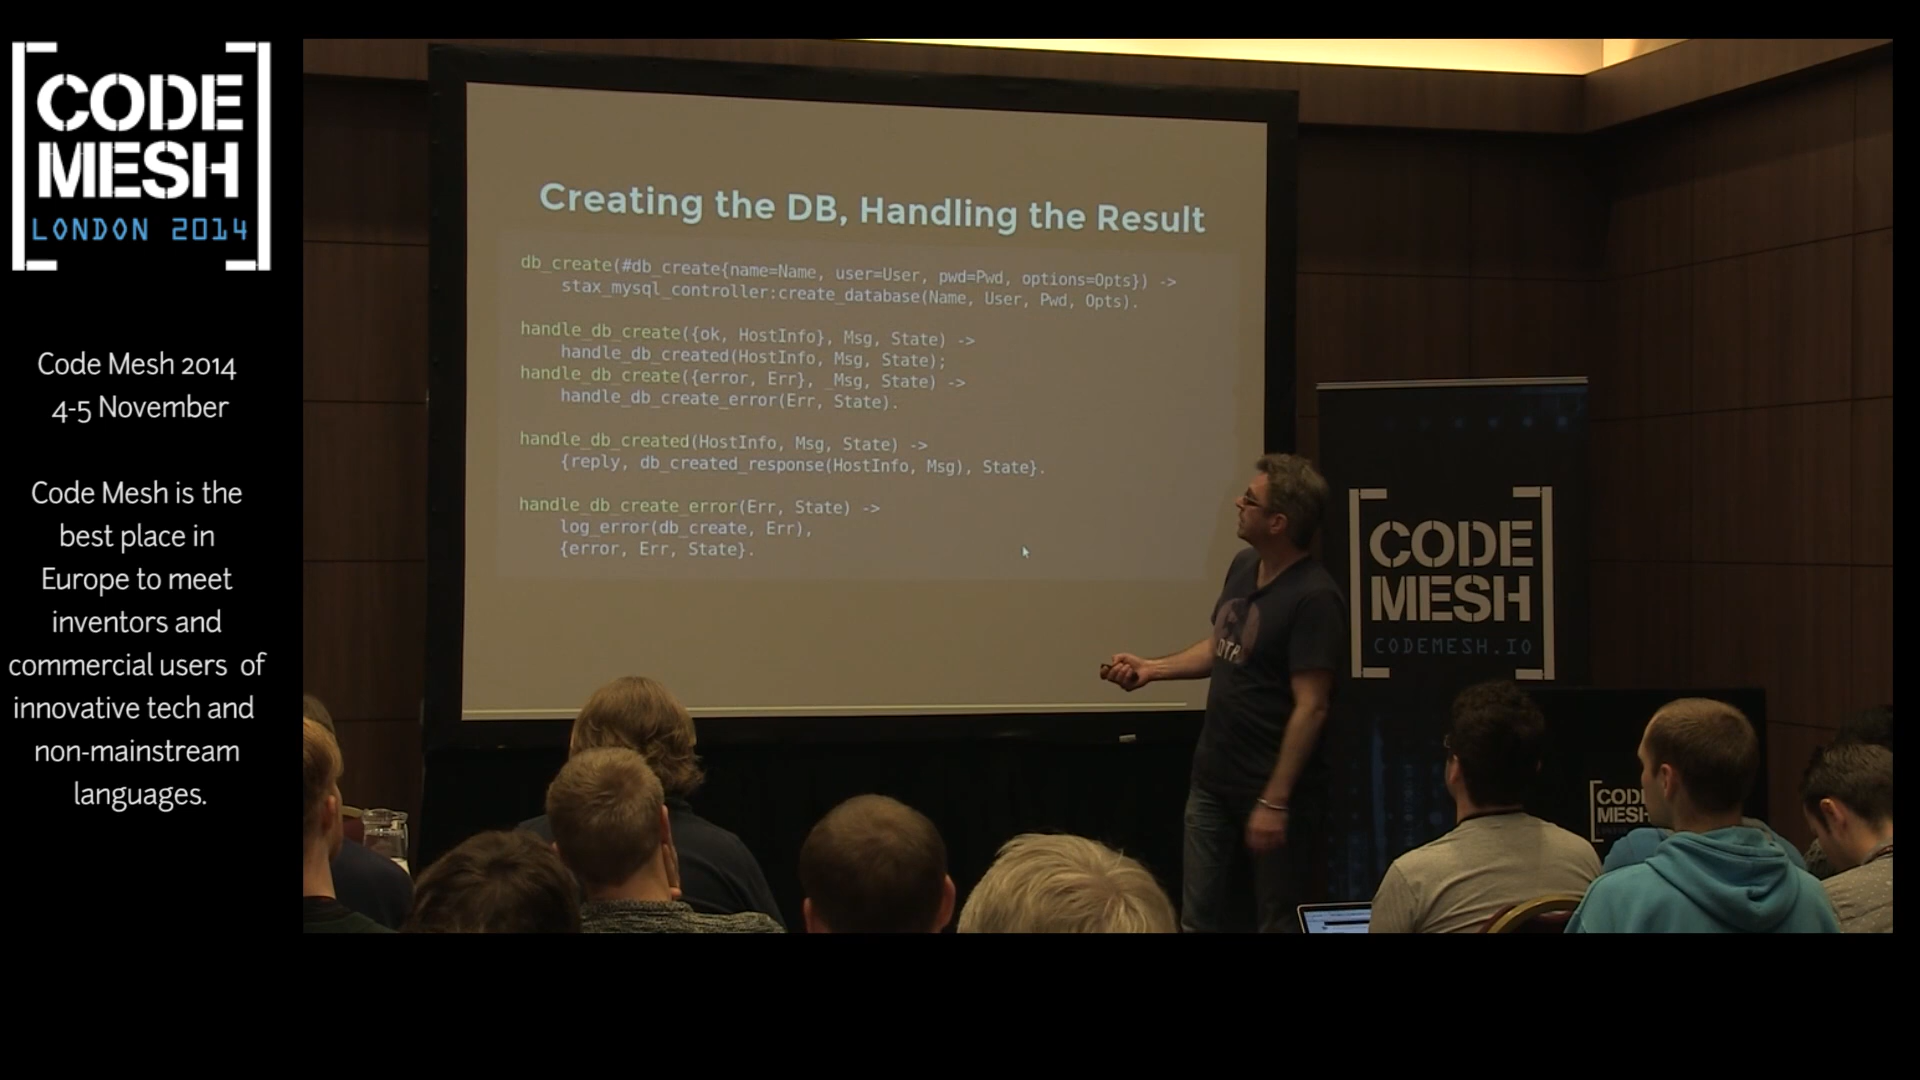 CODE
MESH
LONDON 2014
Code Mesh 2014
4-5 November
Code Mesh is the
best place in
Europe to meet
inventors and
commercial users of
innovative tech and
non-mainstream
languages.
Creating the DB, Handling the Result
db_create(#db_create{name=Name, user=User, pwd=Pwd, options=Opts}) ->
stax_mysql_controller:create_database(Name, User, Pwd, Opts).
handle_db_create({ok, HostInfo}, Msg, State) ->
handle_db_created(HostInfo, Msg, State);
handle_db_create({error, Err}, _Msg, State) ->
handle_db_create_error(Err, State).
handle_db_created(HostInfo, Msg, State) ->
{reply, db_created_response(HostInfo, Msg), State}.
handle_db_create_error(Err, State) ->
log_error(db_create, Err),
{error, Err, State}.
OTP
CODE
MESH
CODEMESH.IO
CODE
MESH